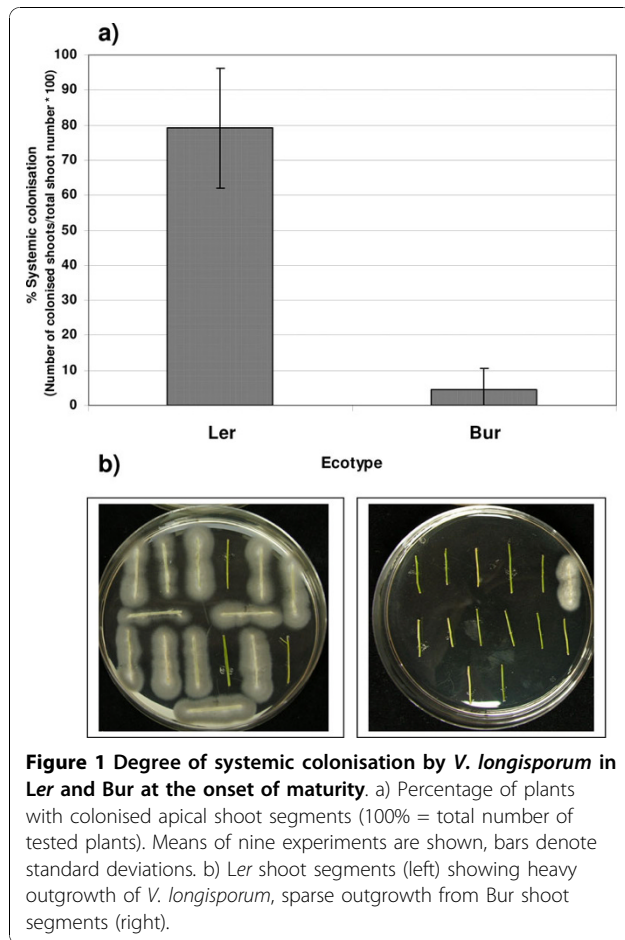 a)
100
90
80
70
60
50
40
30
20
10
0
% Systemic colonisation
(Number of colonised shoots/total shoot number * 100)
Ler
Bur
Ecotype
b)
Figure 1 Degree of systemic colonisation by V. longisporum in
Ler and Bur at the onset of maturity. a) Percentage of plants
with colonised apical shoot segments (100% = total number of
tested plants). Means of nine experiments are shown, bars denote
standard deviations. b) Ler shoot segments (left) showing heavy
outgrowth of V. longisporum, sparse outgrowth from Bur shoot
segments (right).